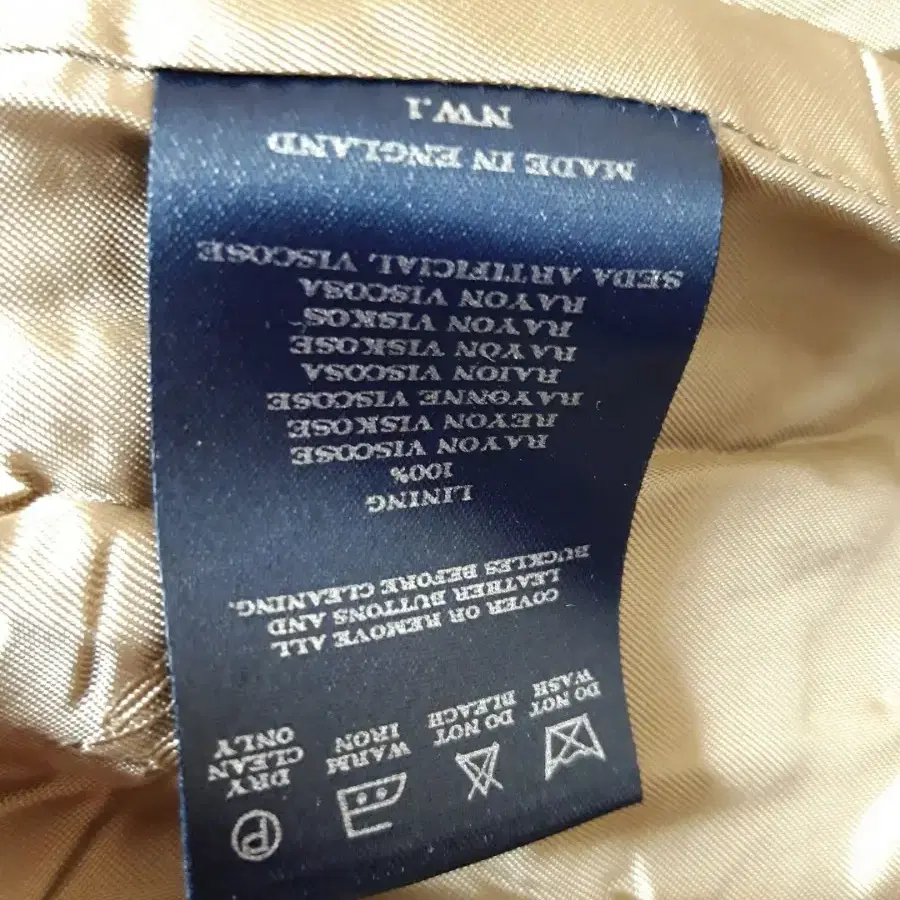 DO NOT WASH
DO NOT BLEACH
WARM IRON
DRY CLEAN ONLY
P
COVER OR REMOVE ALL
LEATHER BUTTONS AND
BUCKLES BEFORE CLEANING.
LINING
100%
RAYON VISCOSE
REYON VISKOSE
RAYONNE VISCOSE
RAION VISCOSA
RAYON VISKOSE
RAYON VISKOS
RAYON VISCOSA
SEDA ARTIFICIAL, VISCOSE
MADE IN ENGLAND
NW.1